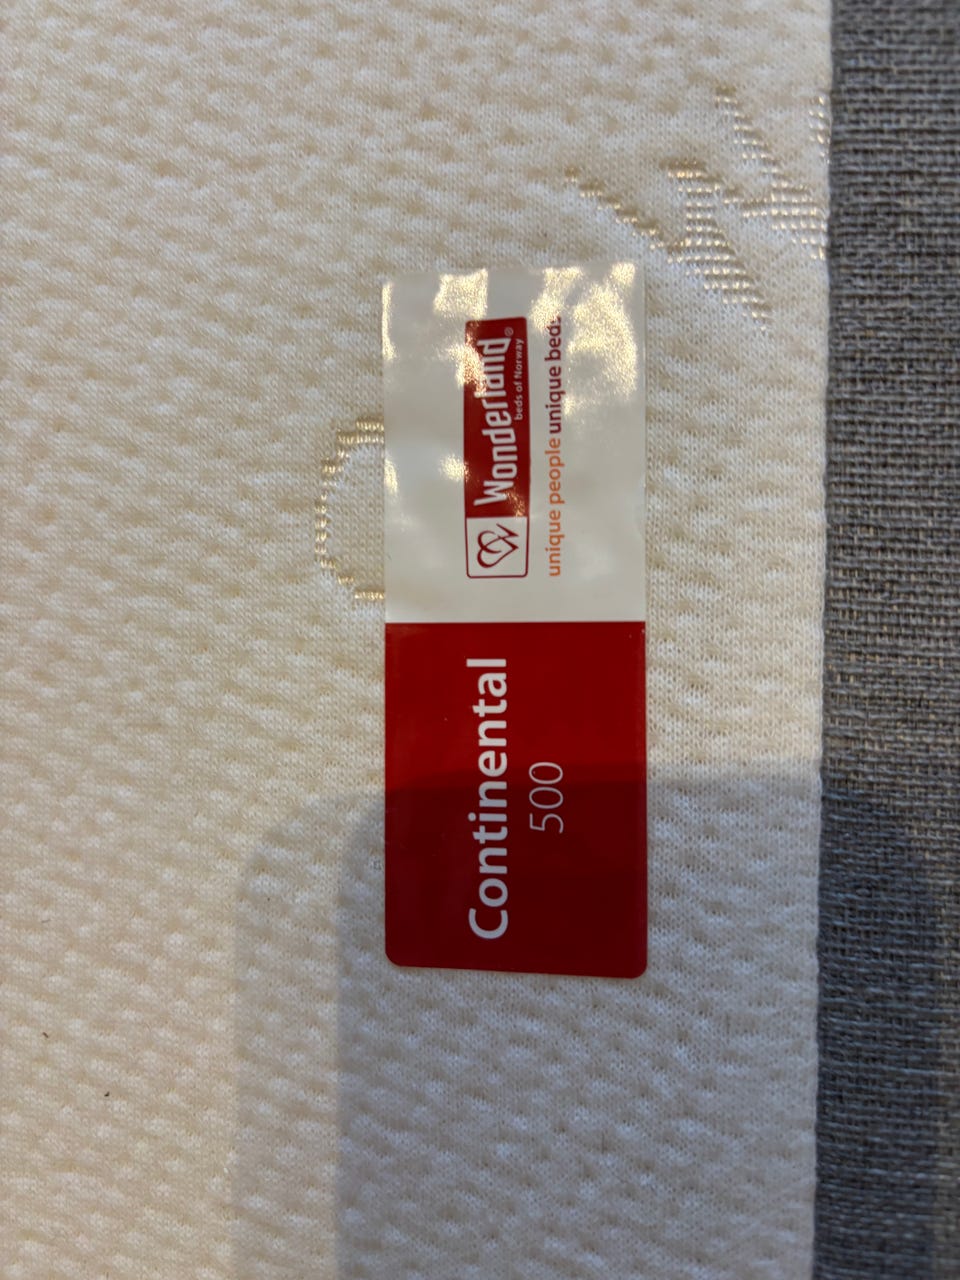 Wonderland®
beds of Norway
unique people unique beds
Continental
500